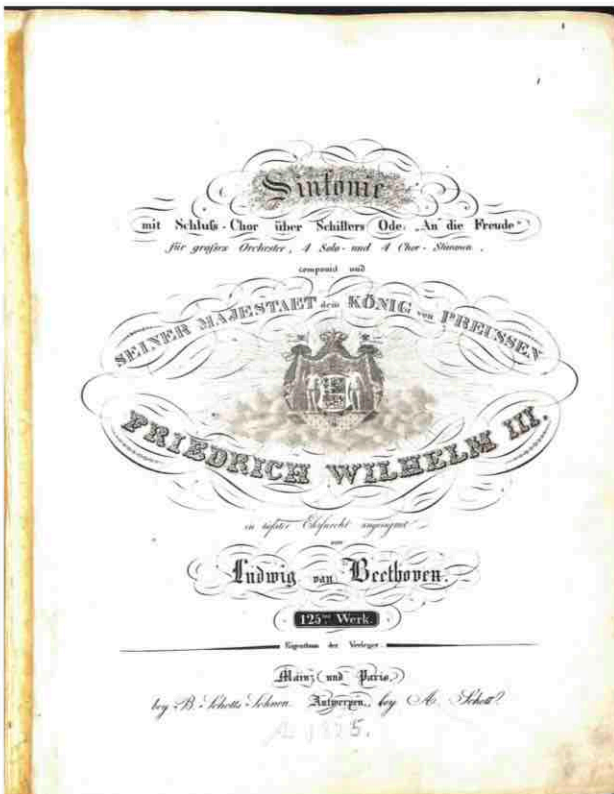 Sinfonie
mit Schluſs-Chor über Schillers Ode: „An die Freude“
für großes Orchester, 4 Solo- und 4 Chor-Stimmen,
componirt und
SEINER MAJESTAET dem KÖNIG von PREUSSEN
FRIEDRICH WILHELM III.
in tiefster Ehrfurcht zugeeignet
von
Ludwig van Beethoven.
125tes Werk.
Eigenthum der Verleger.
Mainz und Paris,
bey B. Schotts Söhnen. Antwerpen, bey A. Schott.